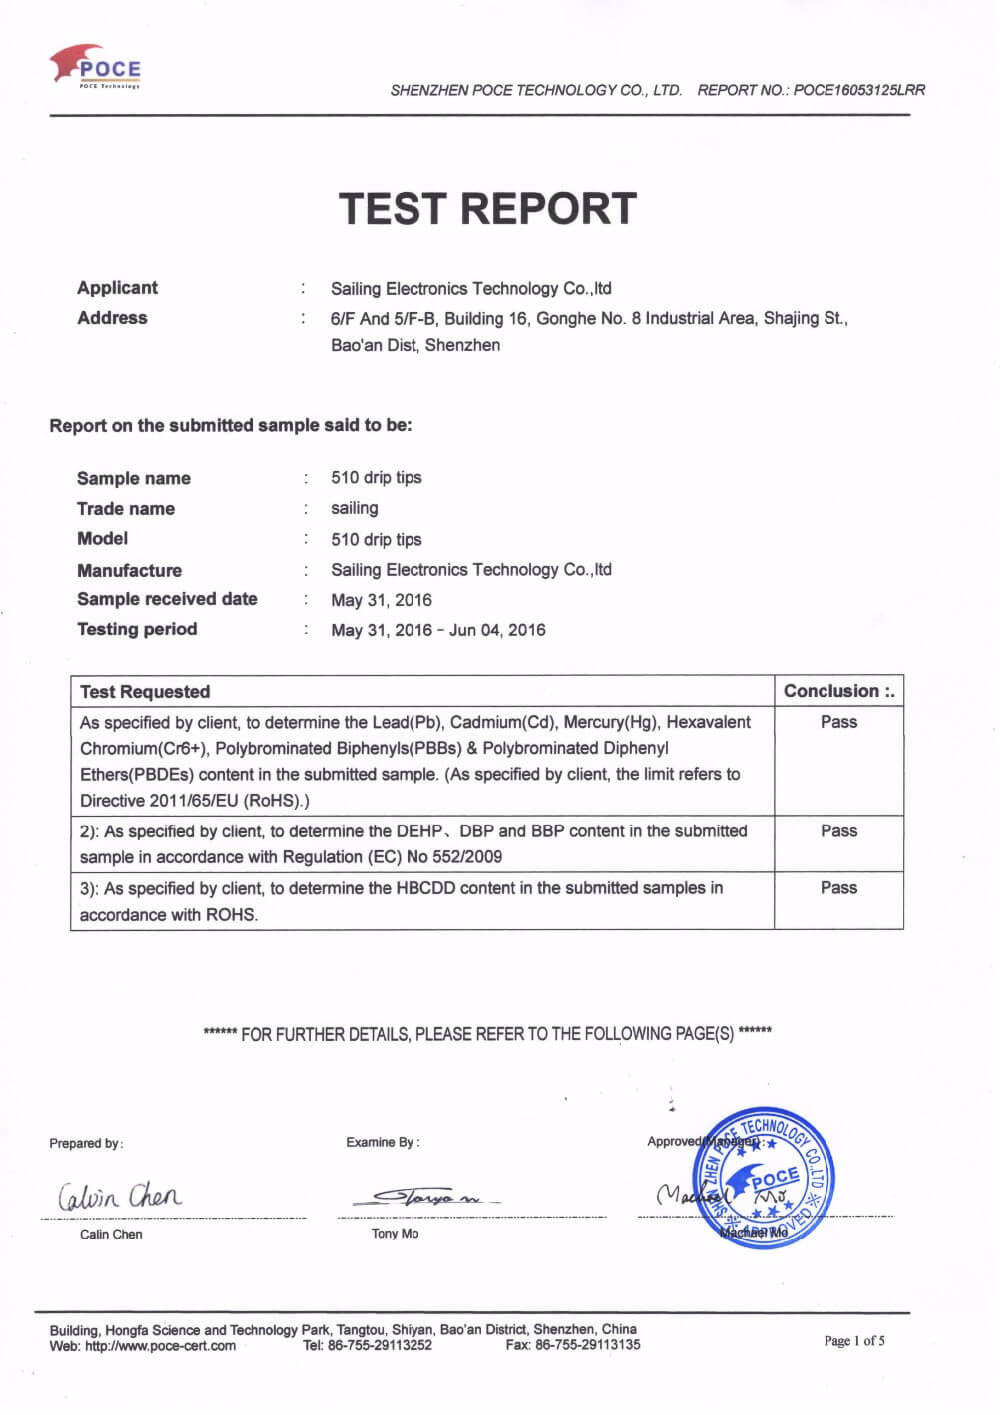 POCE
POCE Technology
SHENZHEN POCE TECHNOLOGY CO., LTD. REPORT NO.: POCE16053125LRR
TEST REPORT
Applicant : Sailing Electronics Technology Co.,ltd
Address : 6/F And 5/F-B, Building 16, Gonghe No. 8 Industrial Area, Shajing St.,
Bao'an Dist, Shenzhen
Report on the submitted sample said to be:
Sample name : 510 drip tips
Trade name : sailing
Model : 510 drip tips
Manufacture : Sailing Electronics Technology Co.,ltd
Sample received date : May 31, 2016
Testing period : May 31, 2016 - Jun 04, 2016
Test Requested Conclusion :.
As specified by client, to determine the Lead(Pb), Cadmium(Cd), Mercury(Hg), Hexavalent Pass
Chromium(Cr6+), Polybrominated Biphenyls(PBBs) & Polybrominated Diphenyl
Ethers(PBDEs) content in the submitted sample. (As specified by client, the limit refers to
Directive 2011/65/EU (RoHS).)
2): As specified by client, to determine the DEHP、DBP and BBP content in the submitted Pass
sample in accordance with Regulation (EC) No 552/2009
3): As specified by client, to determine the HBCDD content in the submitted samples in Pass
accordance with ROHS.
****** FOR FURTHER DETAILS, PLEASE REFER TO THE FOLLOWING PAGE(S) ******
Prepared by: Examine By: Approved(Manager):
SHEN ZHEN POCE TECHNOLOGY CO.,LTD
POCE
※ APPROVED ※
Calvin Chen Machael Mo
Calin Chen Tony Mo Machael Mo
Building, Hongfa Science and Technology Park, Tangtou, Shiyan, Bao'an District, Shenzhen, China
Web: http://www.poce-cert.com Tel: 86-755-29113252 Fax: 86-755-29113135
Page 1 of 5